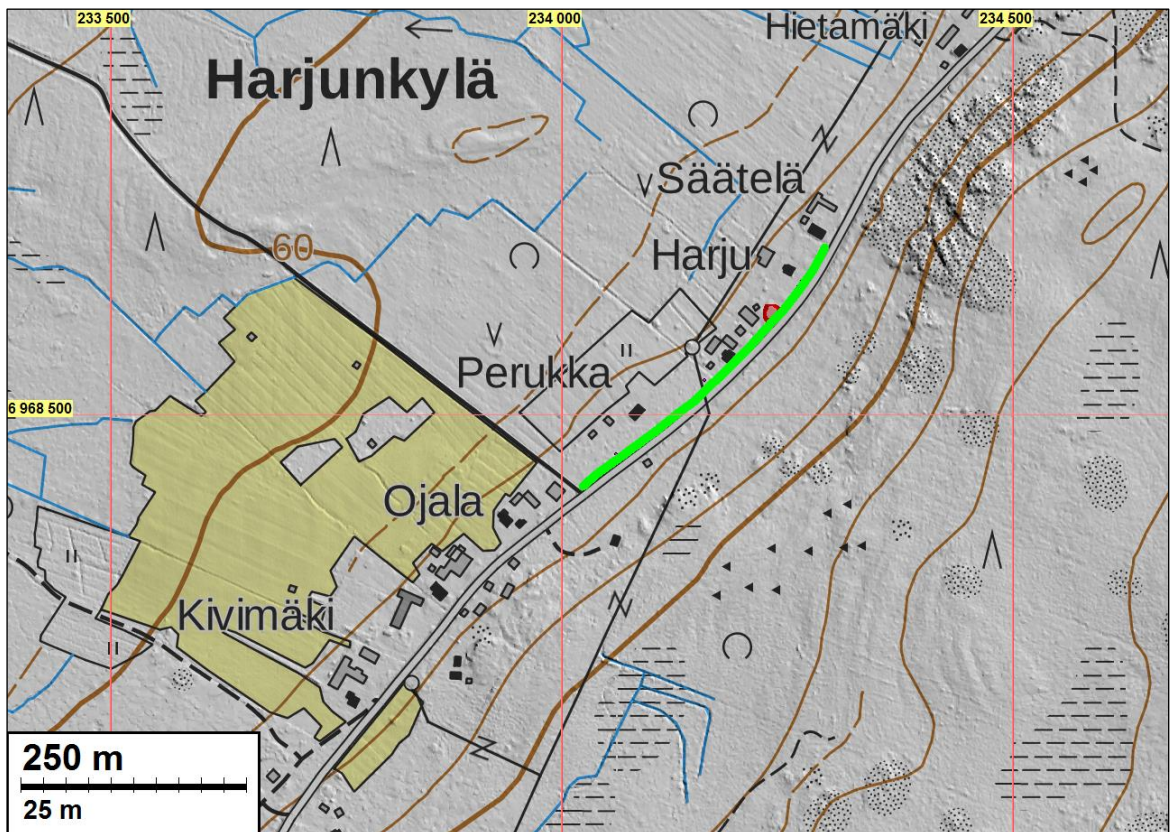 233 500
234 000
234 500
Hietamäki
Harjunkylä
Säätelä
Harju
60
Perukka
6 968 500
Ojala
Kivimäki
250 m
25 m